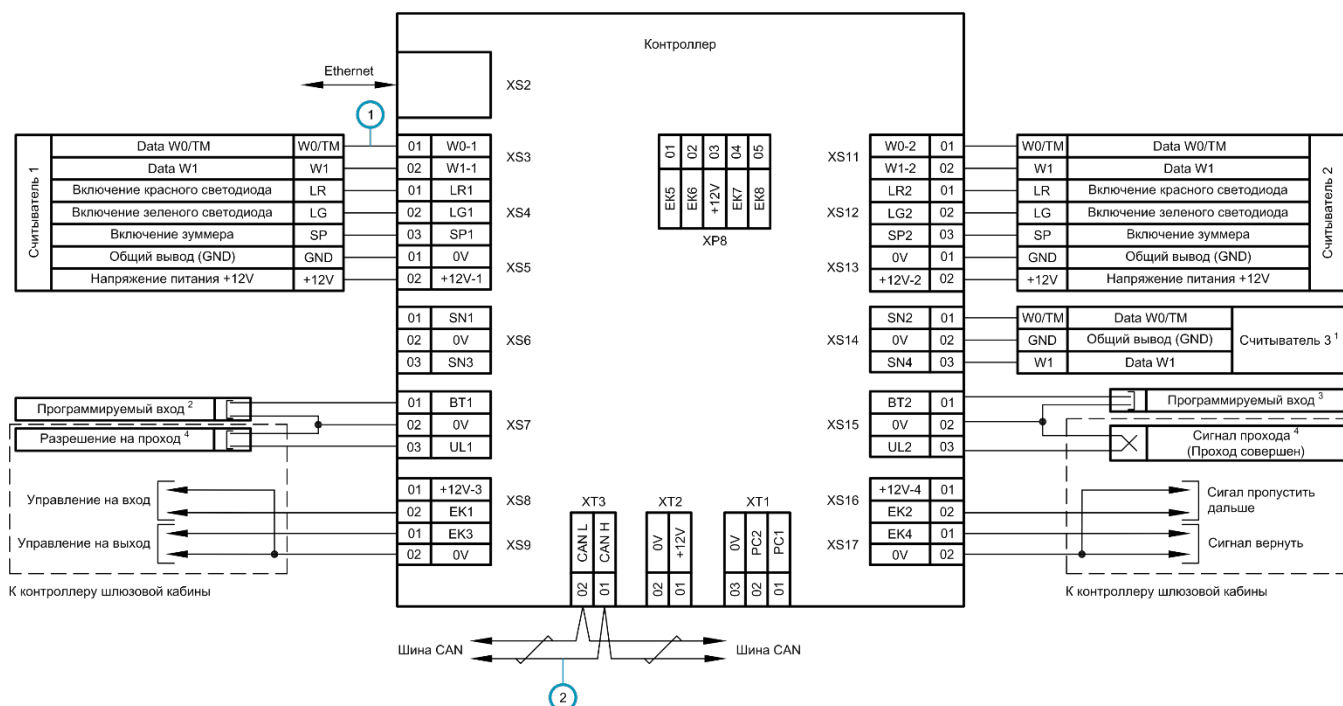 Контроллер
Ethernet
XS2
1
Считыватель 1
Data W0/TM W0/TM 01 W0-1
Data W1 W1 02 W1-1
XS3
Включение красного светодиода LR 01 LR1
Включение зеленого светодиода LG 02 LG1
Включение зуммера SP 03 SP1
XS4
Общий вывод (GND) GND 01 0V
Напряжение питания +12V +12V 02 +12V-1
XS5
01 SN1
02 0V
03 SN3
XS6
Программируемый вход 2
Разрешение на проход 4
01 BT1
02 0V
03 UL1
XS7
Управление на вход
Управление на выход
01 +12V-3
02 EK1
XS8
01 EK3
02 0V
XS9
К контроллеру шлюзовой кабины
01 02 03 04 05
EK5 EK6 +12V EK7 EK8
XP8
XS11
W0-2 01 W0/TM Data W0/TM
W1-2 02 W1 Data W1
XS12
LR2 01 LR Включение красного светодиода
LG2 02 LG Включение зеленого светодиода
SP2 03 SP Включение зуммера
XS13
0V 01 GND Общий вывод (GND)
+12V-2 02 +12V Напряжение питания +12V
Считыватель 2
XS14
SN2 01 W0/TM Data W0/TM
0V 02 GND Общий вывод (GND)
SN4 03 W1 Data W1
Считыватель 3 1
XS15
BT2 01
0V 02
UL2 03
Программируемый вход 3
Сигнал прохода 4
(Проход совершен)
XS16
+12V-4 01
EK2 02
XS17
EK4 01
0V 02
Сигал пропустить
дальше
Сигнал вернуть
К контроллеру шлюзовой кабины
XT3
CAN L CAN H
02 01
XT2
0V +12V
02 01
XT1
0V PC2 PC1
03 02 01
Шина CAN
Шина CAN
2